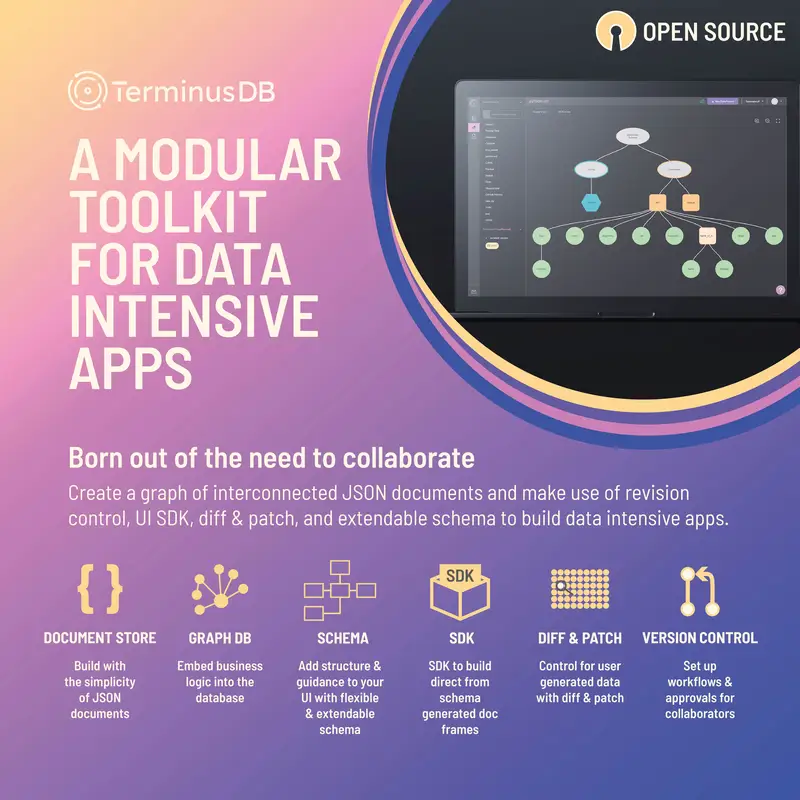 OPEN SOURCE
TerminusDB
A MODULAR
TOOLKIT
FOR DATA
INTENSIVE
APPS
Born out of the need to collaborate
Create a graph of interconnected JSON documents and make use of revision
control, UI SDK, diff & patch, and extendable schema to build data intensive apps.
SDK
DOCUMENT STORE
Build with
the simplicity
of JSON
documents
GRAPH DB
Embed business
logic into the
database
SCHEMA
Add structure &
guidance to your
UI with flexible
& extendable
schema
SDK
SDK to build
direct from
schema
generated doc
frames
DIFF & PATCH
Control for user
generated data
with diff & patch
VERSION CONTROL
Set up
workflows &
approvals for
collaborators